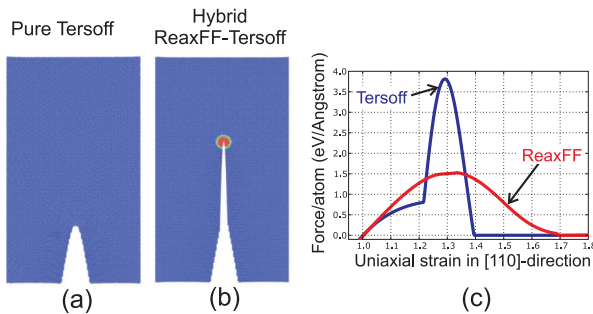 Pure Tersoff
Hybrid
ReaxFF-Tersoff
(a)
(b)
Force/atom (eV/Angstrom)
4.0
3.5
3.0
2.5
2.0
1.5
1.0
0.5
0.0
Tersoff
ReaxFF
1.0 1.1 1.2 1.3 1.4 1.5 1.6 1.7 1.8
Uniaxial strain in [110]-direction
(c)